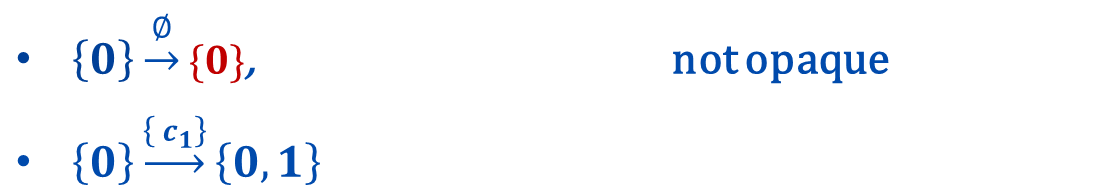 • {0} →^∅ {0}, not opaque
• {0} →^{ c₁} {0, 1}